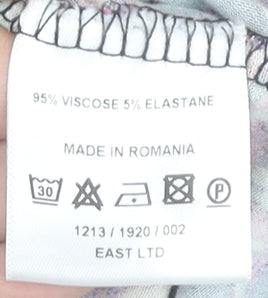 95% VISCOSE 5% ELASTANE
MADE IN ROMANIA
30 P
1213 / 1920 / 002
EAST LTD